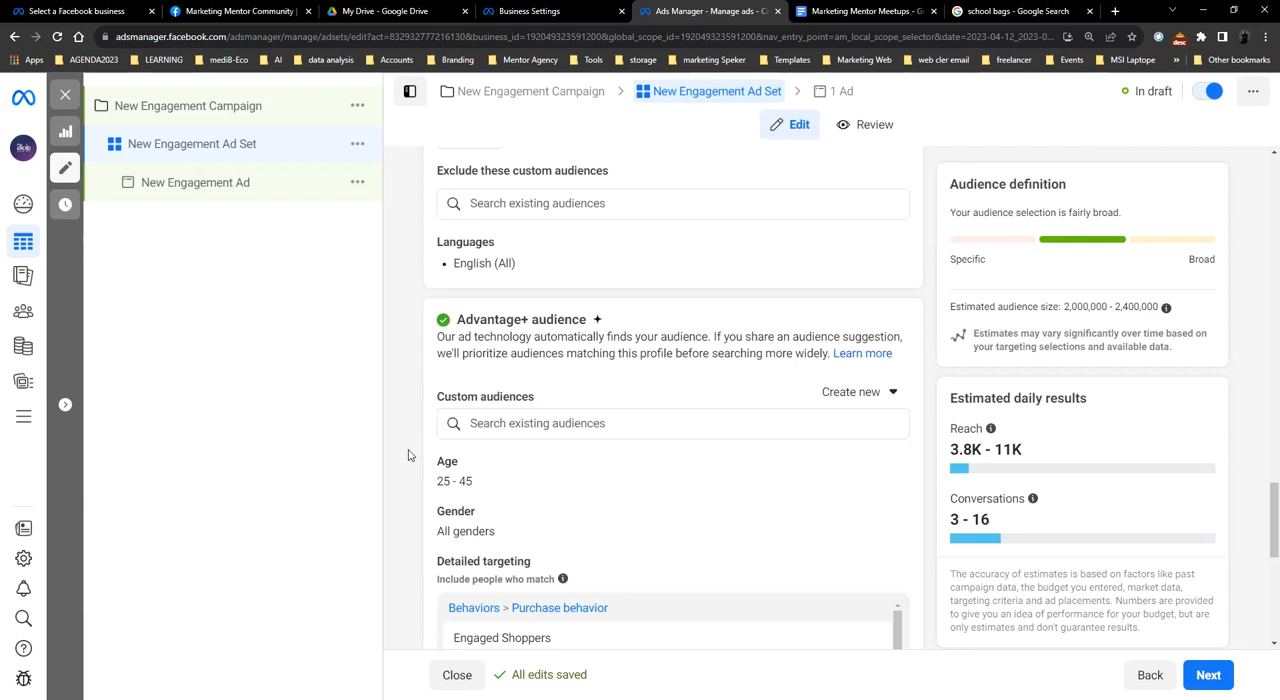 Select a Facebook business
Marketing Mentor Community
My Drive - Google Drive
Business Settings
Ads Manager - Manage ads - C
Marketing Mentor Meetups - G
school bags - Google Search
adsmanager.facebook.com/adsmanager/manage/adsets/edit?act=832932777216130&business_id=192049323591200&global_scope_id=192049323591200&nav_entry_point=am_local_scope_selector&date=2023-04-12_2023-0...
Apps
AGENDA2023
LEARNING
medi8-Eco
AI
data analysis
Accounts
Branding
Mentor Agency
Tools
storage
marketing Speker
Templates
Marketing Web
web cler email
freelancer
Events
MSI Laptope
»
Other bookmarks
New Engagement Campaign
New Engagement Ad Set
New Engagement Ad
New Engagement Campaign > New Engagement Ad Set > 1 Ad
In draft
Edit
Review
Exclude these custom audiences
Search existing audiences
Languages
• English (All)
Advantage+ audience
Our ad technology automatically finds your audience. If you share an audience suggestion,
we'll prioritize audiences matching this profile before searching more widely. Learn more
Custom audiences
Create new
Search existing audiences
Age
25 - 45
Gender
All genders
Detailed targeting
Include people who match
Behaviors > Purchase behavior
Engaged Shoppers
Close
All edits saved
Back
Next
Audience definition
Your audience selection is fairly broad.
Specific
Broad
Estimated audience size: 2,000,000 - 2,400,000
Estimates may vary significantly over time based on
your targeting selections and available data.
Estimated daily results
Reach
3.8K - 11K
Conversations
3 - 16
The accuracy of estimates is based on factors like past
campaign data, the budget you entered, market data,
targeting criteria and ad placements. Numbers are provided
to give you an idea of performance for your budget, but are
only estimates and don't guarantee results.